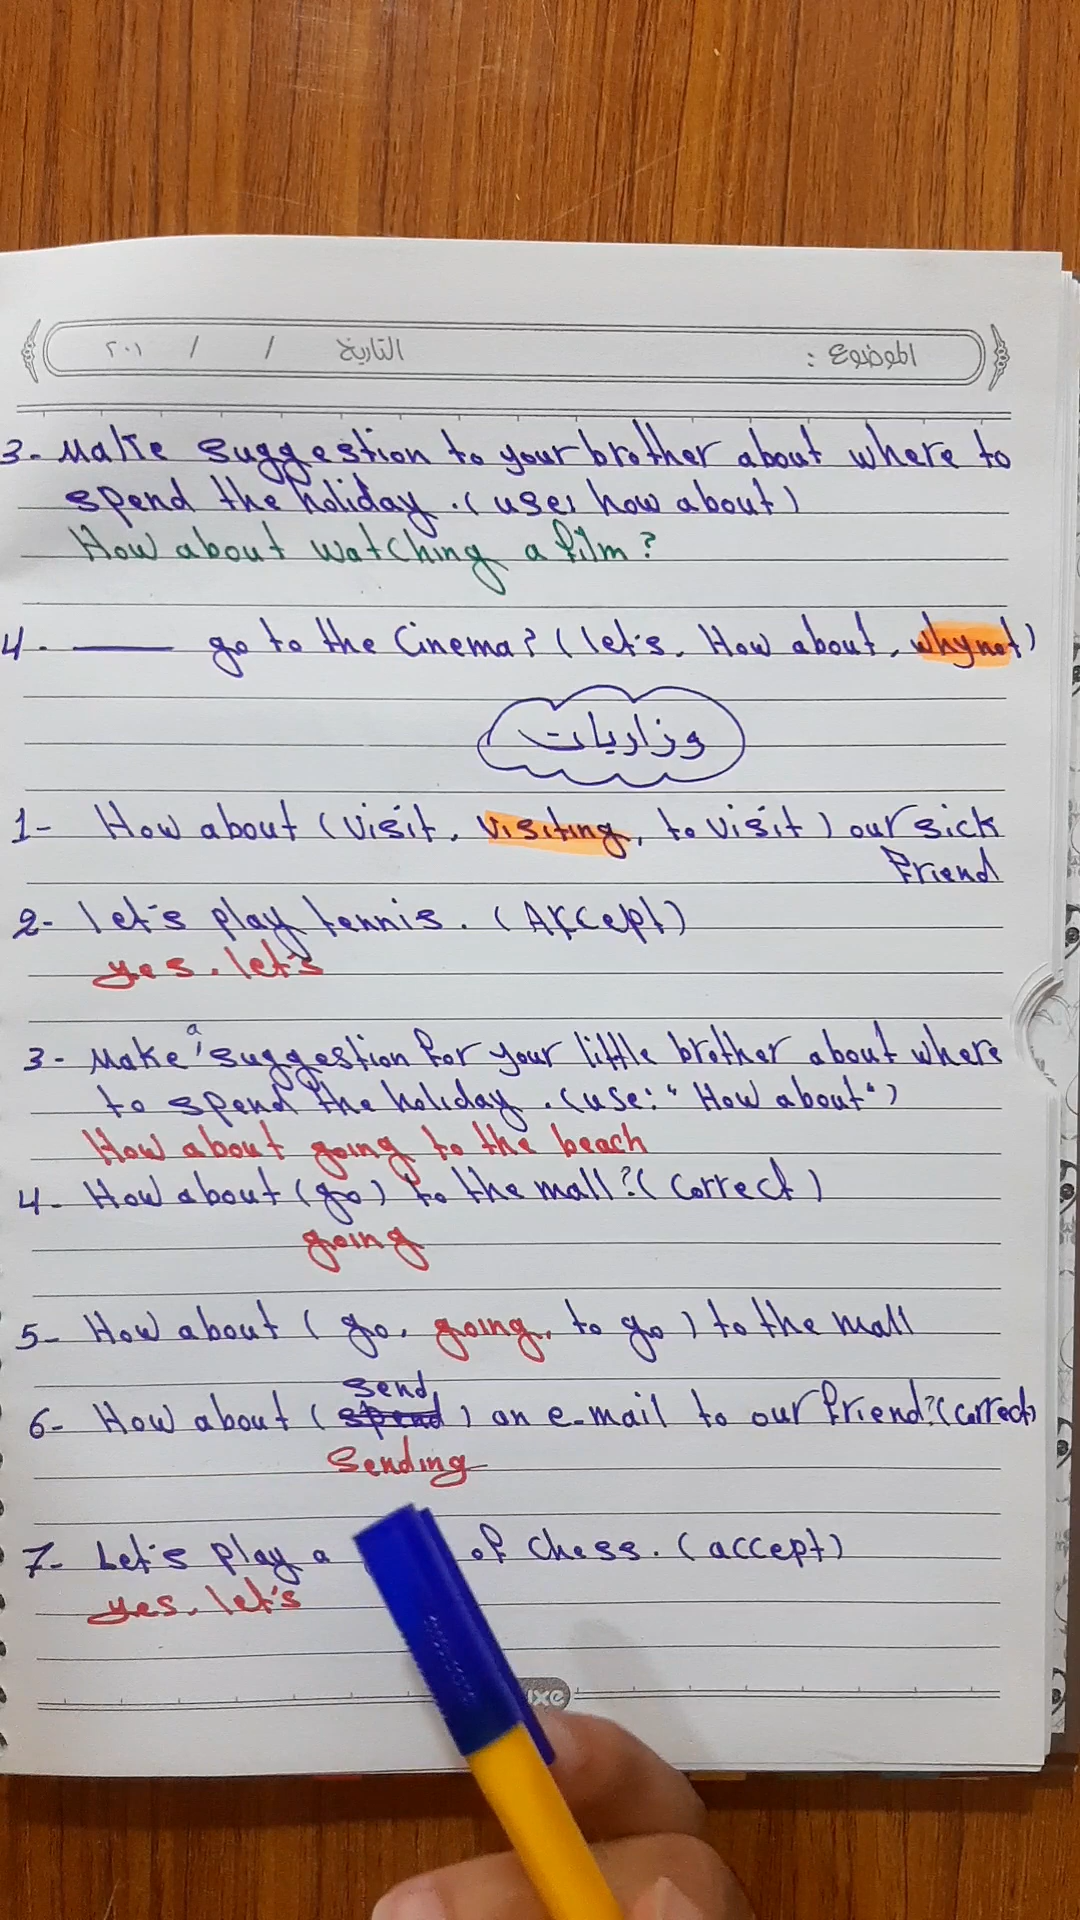 الموضوع : التاريخ / / ٢٠١
3- Make suggestion to your brother about where to
spend the holiday. (use, how about)
How about watching a film?
4- ——— go to the Cinema? (let's, How about, why not)
وزاريات
1- How about (visit, visiting, to visit) our sick
friend
2- let's play tennis. (Accept)
yes, let's
a
3- Make suggestion for your little brother about where
to spend the holiday. (use: "How about")
How about going to the beach
4- How about (go) to the mall? (Correct)
going
5- How about (go, going, to go) to the mall
send
6- How about (spend) an e-mail to our friend? (correct)
Sending
7- Let's play a of chess. (accept)
yes, let's